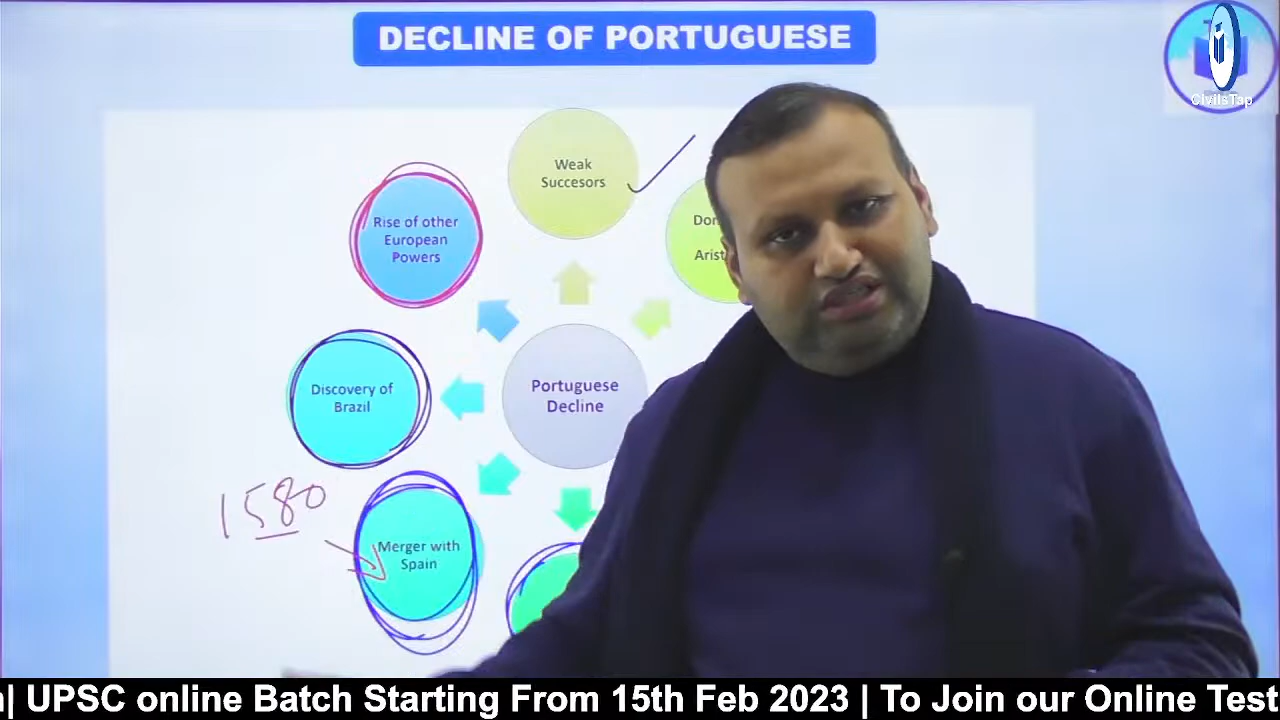 DECLINE OF PORTUGUESE
CivilsTap
Weak
Succesors
Rise of other
European
Powers
Portuguese
Decline
Discovery of
Brazil
1580
Merger with
Spain
UPSC online Batch Starting From 15th Feb 2023 | To Join our Online Test